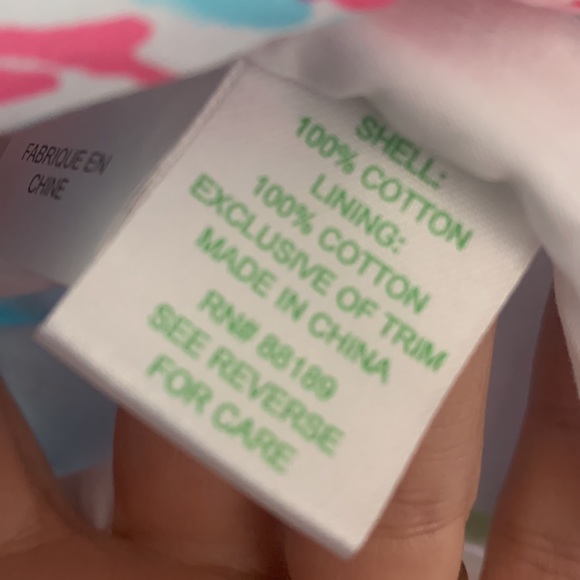 FABRIQUE EN
CHINE
SHELL:
100% COTTON
LINING:
100% COTTON
EXCLUSIVE OF TRIM
MADE IN CHINA
RN# 88189
SEE REVERSE
FOR CARE